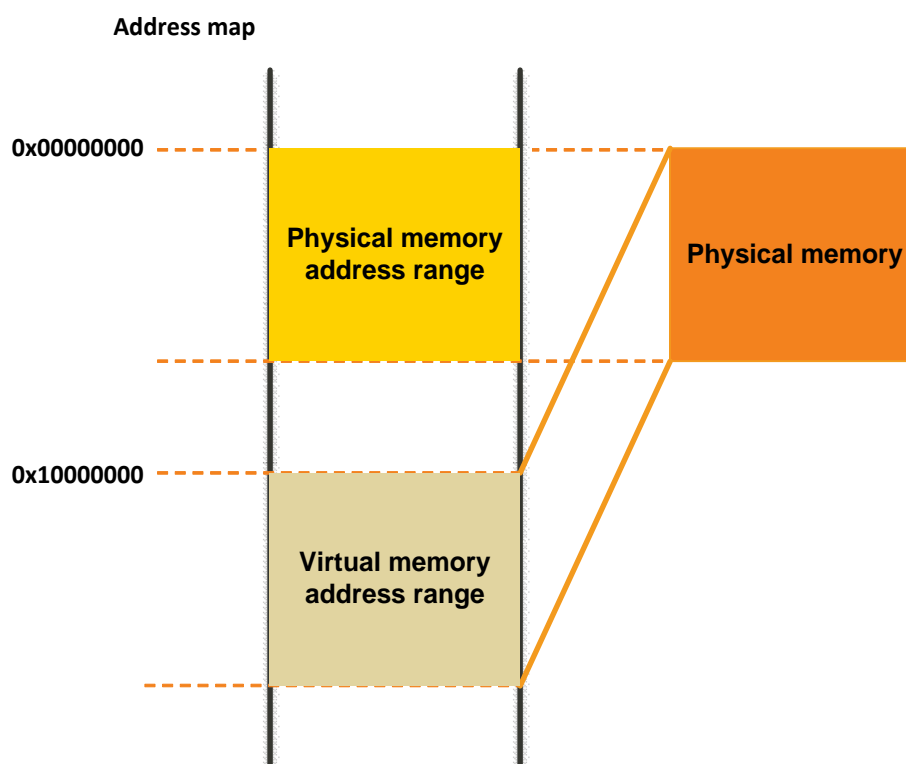 Address map
0x00000000
Physical memory
address range
Physical memory
0x10000000
Virtual memory
address range